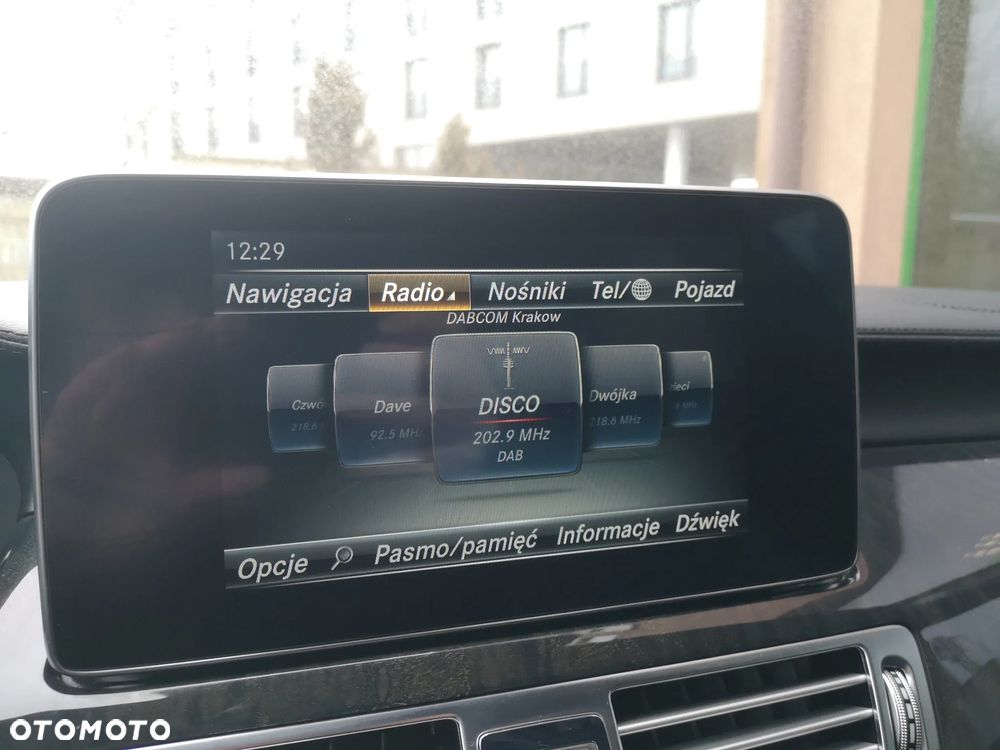 12:29
Nawigacja Radio Nośniki Tel/ Pojazd
DABCOM Krakow
Czwo Dave DISCO Dwójka
92.5 MHz 202.9 MHz 218.6 MHz
DAB
Opcje Pasmo/pamięć Informacje Dźwięk
OTOMOTO